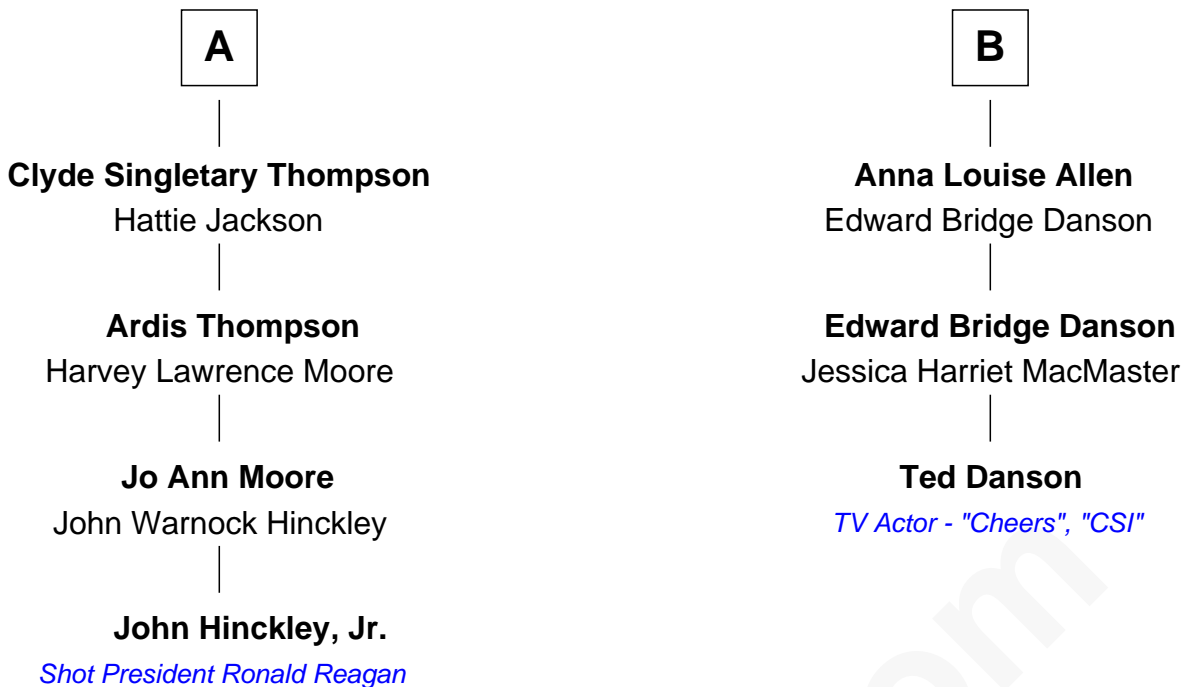 A
B
Clyde Singletary Thompson
Hattie Jackson
Anna Louise Allen
Edward Bridge Danson
Ardis Thompson
Harvey Lawrence Moore
Edward Bridge Danson
Jessica Harriet MacMaster
Jo Ann Moore
John Warnock Hinckley
Ted Danson
TV Actor - "Cheers", "CSI"
John Hinckley, Jr.
Shot President Ronald Reagan